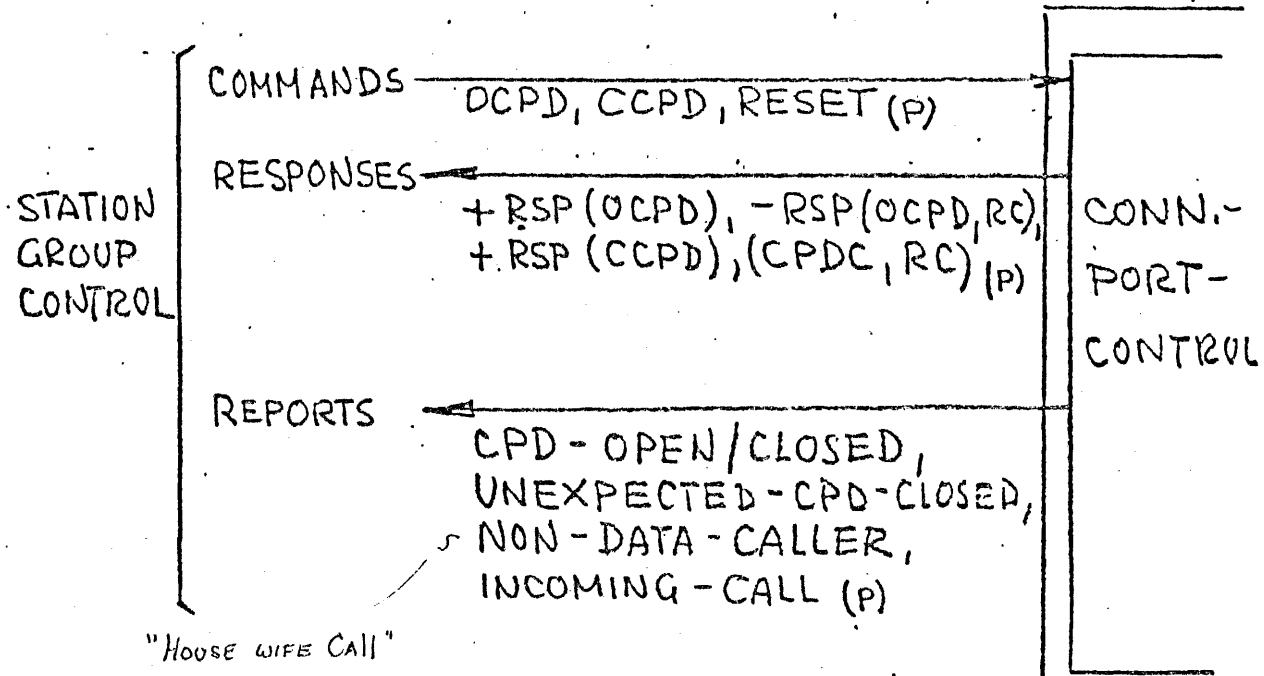 COMMANDS
OCPD, CCPD, RESET (P)
RESPONSES
+ RSP (OCPD), -RSP(OCPD,RC),
+ RSP (CCPD), (CPDC, RC) (P)
STATION
GROUP
CONTROL
CONN.-
PORT-
CONTROL
REPORTS
CPD - OPEN/CLOSED,
UNEXPECTED-CPD-CLOSED,
NON-DATA-CALLER,
INCOMING-CALL (P)
"HOUSE WIFE CALL"